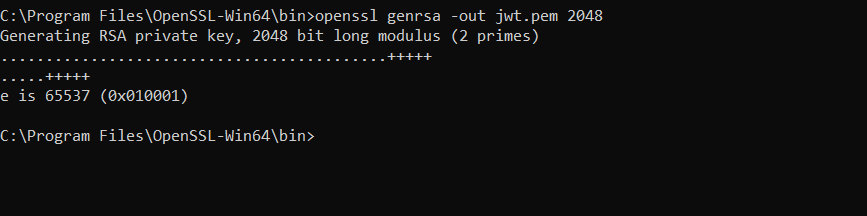 C:\Program Files\OpenSSL-Win64\bin>openssl genrsa -out jwt.pem 2048
Generating RSA private key, 2048 bit long modulus (2 primes)
...........................................+++++
.....+++++
e is 65537 (0x010001)
C:\Program Files\OpenSSL-Win64\bin>